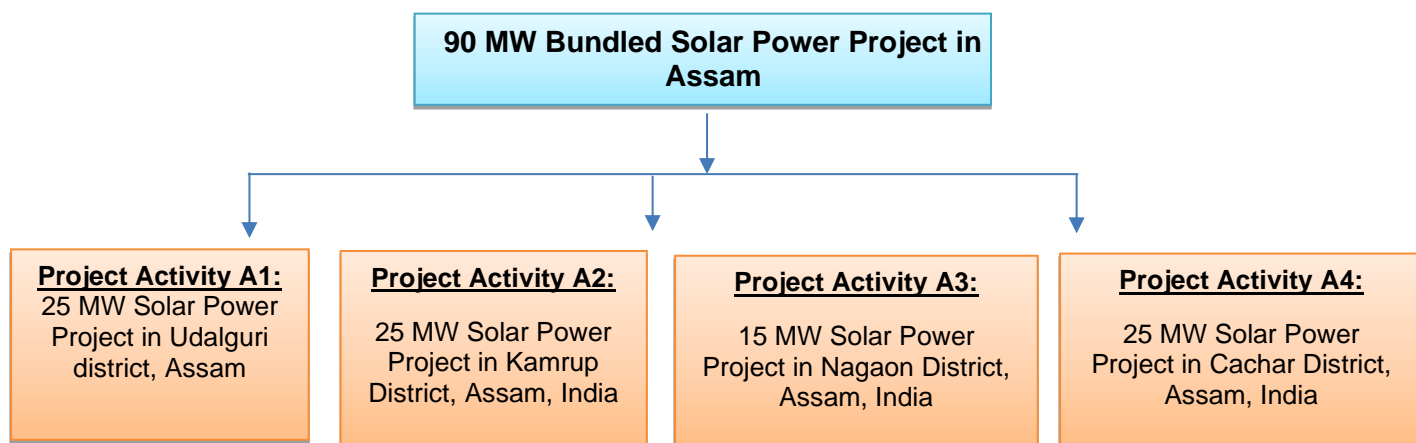 90 MW Bundled Solar Power Project in
Assam
Project Activity A1:
25 MW Solar Power
Project in Udalguri
district, Assam
Project Activity A2:
25 MW Solar Power
Project in Kamrup
District, Assam, India
Project Activity A3:
15 MW Solar Power
Project in Nagaon District,
Assam, India
Project Activity A4:
25 MW Solar Power
Project in Cachar District,
Assam, India